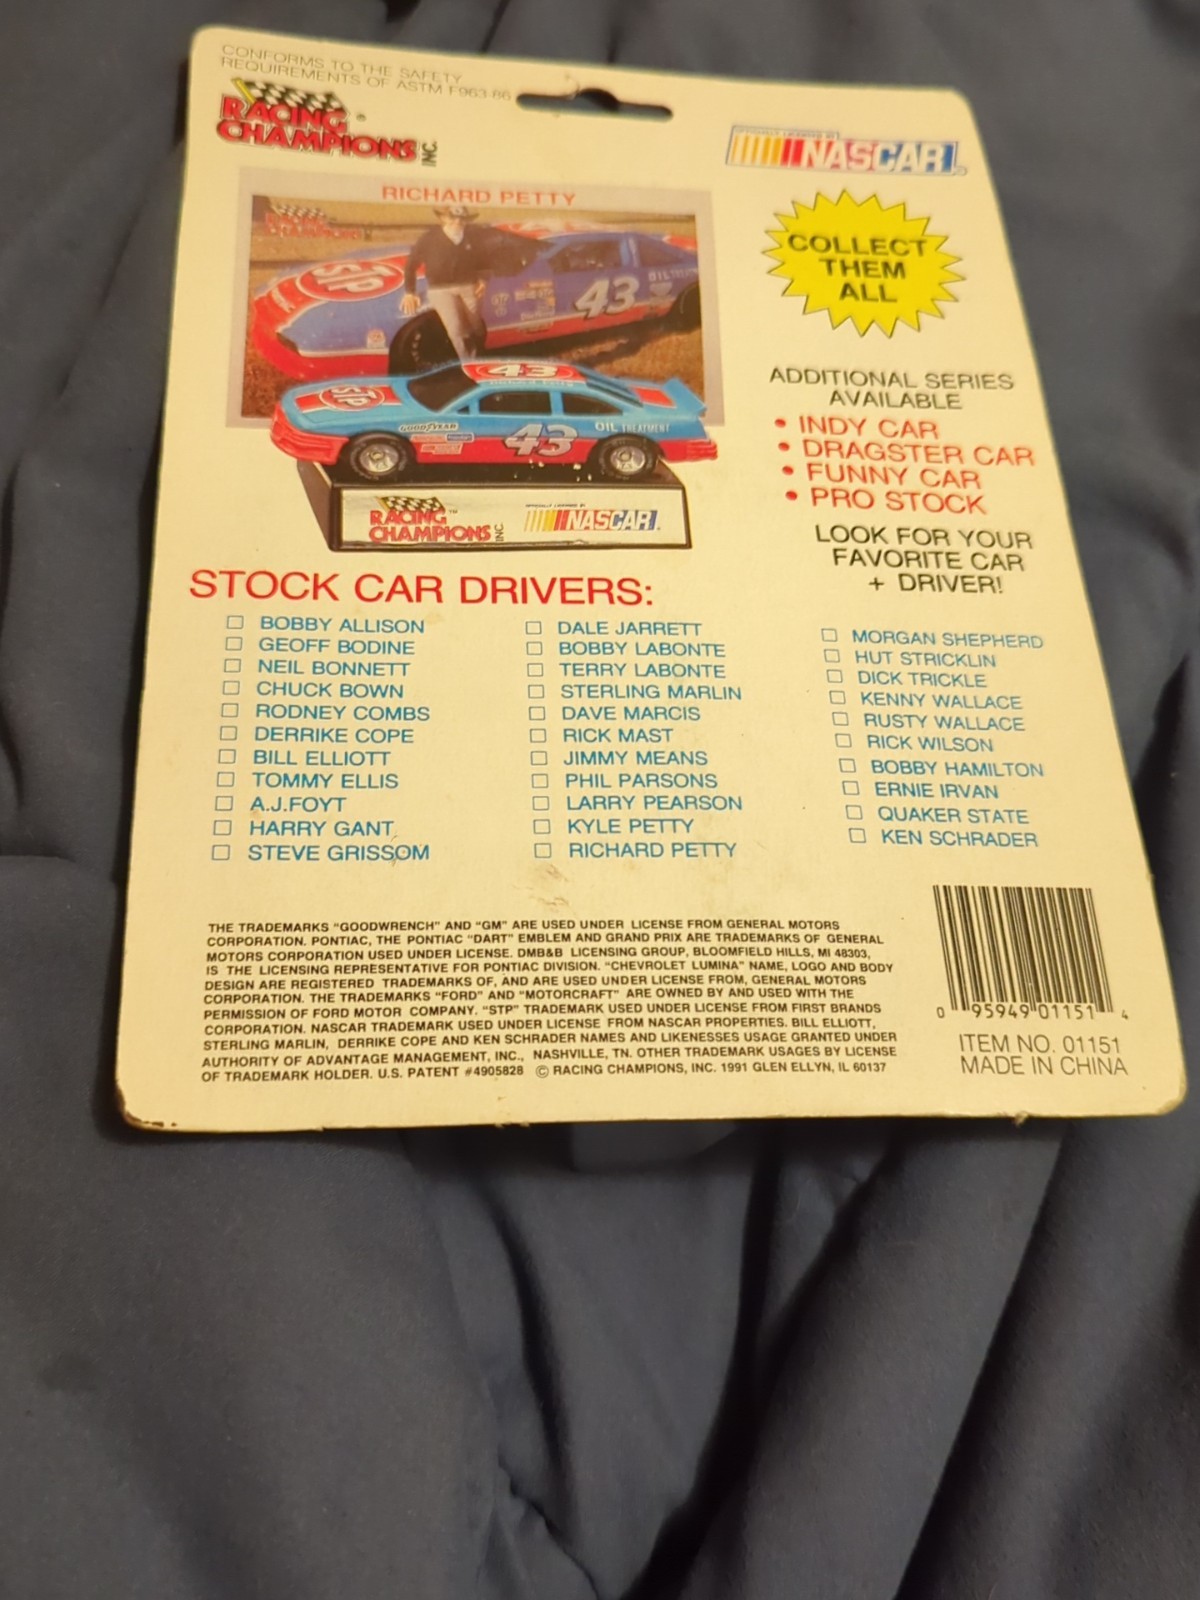 CONFORMS TO THE SAFETY
REQUIREMENTS OF ASTM F963 86
RACING
CHAMPIONS INC.
OFFICIALLY LICENSED BY
NASCAR
RICHARD PETTY
RACING
CHAMPIONS
STP
43
OIL TREATMENT
43
STP
GOODYEAR
43
OIL TREATMENT
RACING™
CHAMPIONS INC
OFFICIALLY LICENSED BY
NASCAR
COLLECT
THEM
ALL
ADDITIONAL SERIES
AVAILABLE
• INDY CAR
• DRAGSTER CAR
• FUNNY CAR
• PRO STOCK
LOOK FOR YOUR
FAVORITE CAR
+ DRIVER!
STOCK CAR DRIVERS:
☐ BOBBY ALLISON
☐ GEOFF BODINE
☐ NEIL BONNETT
☐ CHUCK BOWN
☐ RODNEY COMBS
☐ DERRIKE COPE
☐ BILL ELLIOTT
☐ TOMMY ELLIS
☐ A.J.FOYT
☐ HARRY GANT
☐ STEVE GRISSOM
☐ DALE JARRETT
☐ BOBBY LABONTE
☐ TERRY LABONTE
☐ STERLING MARLIN
☐ DAVE MARCIS
☐ RICK MAST
☐ JIMMY MEANS
☐ PHIL PARSONS
☐ LARRY PEARSON
☐ KYLE PETTY
☐ RICHARD PETTY
☐ MORGAN SHEPHERD
☐ HUT STRICKLIN
☐ DICK TRICKLE
☐ KENNY WALLACE
☐ RUSTY WALLACE
☐ RICK WILSON
☐ BOBBY HAMILTON
☐ ERNIE IRVAN
☐ QUAKER STATE
☐ KEN SCHRADER
THE TRADEMARKS "GOODWRENCH" AND "GM" ARE USED UNDER LICENSE FROM GENERAL MOTORS
CORPORATION. PONTIAC, THE PONTIAC "DART" EMBLEM AND GRAND PRIX ARE TRADEMARKS OF GENERAL
MOTORS CORPORATION USED UNDER LICENSE. DMB&B LICENSING GROUP, BLOOMFIELD HILLS, MI 48303,
IS THE LICENSING REPRESENTATIVE FOR PONTIAC DIVISION. "CHEVROLET LUMINA" NAME, LOGO AND BODY
DESIGN ARE REGISTERED TRADEMARKS OF, AND ARE USED UNDER LICENSE FROM, GENERAL MOTORS
CORPORATION. THE TRADEMARKS "FORD" AND "MOTORCRAFT" ARE OWNED BY AND USED WITH THE
PERMISSION OF FORD MOTOR COMPANY. "STP" TRADEMARK USED UNDER LICENSE FROM FIRST BRANDS
CORPORATION. NASCAR TRADEMARK USED UNDER LICENSE FROM NASCAR PROPERTIES. BILL ELLIOTT,
STERLING MARLIN, DERRIKE COPE AND KEN SCHRADER NAMES AND LIKENESSES USAGE GRANTED UNDER
AUTHORITY OF ADVANTAGE MANAGEMENT, INC., NASHVILLE, TN. OTHER TRADEMARK USAGES BY LICENSE
OF TRADEMARK HOLDER. U.S. PATENT #4905828 © RACING CHAMPIONS, INC. 1991 GLEN ELLYN, IL 60137
0 95949 01151 4
ITEM NO. 01151
MADE IN CHINA